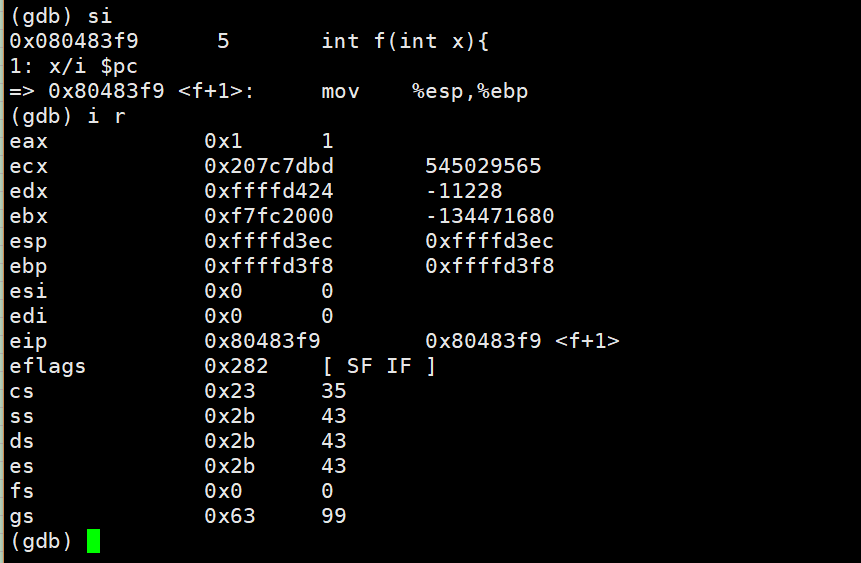 (gdb) si
0x080483f9 5 int f(int x){
1: x/i $pc
=> 0x80483f9 <f+1>: mov %esp,%ebp
(gdb) i r
eax 0x1 1
ecx 0x207c7dbd 545029565
edx 0xffffd424 -11228
ebx 0xf7fc2000 -134471680
esp 0xffffd3ec 0xffffd3ec
ebp 0xffffd3f8 0xffffd3f8
esi 0x0 0
edi 0x0 0
eip 0x80483f9 0x80483f9 <f+1>
eflags 0x282 [ SF IF ]
cs 0x23 35
ss 0x2b 43
ds 0x2b 43
es 0x2b 43
fs 0x0 0
gs 0x63 99
(gdb)